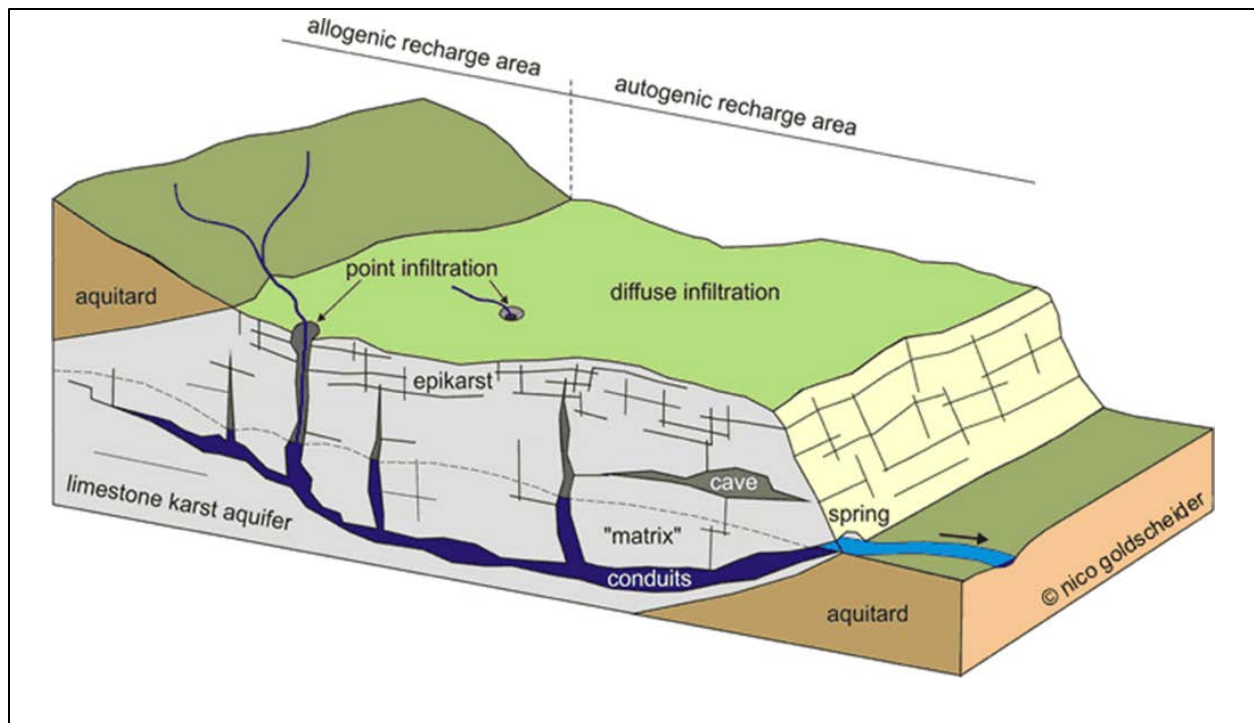 allogenic recharge area
autogenic recharge area
aquitard
point infiltration
diffuse infiltration
epikarst
limestone karst aquifer
cave
"matrix"
spring
conduits
aquitard
© nico goldscheider